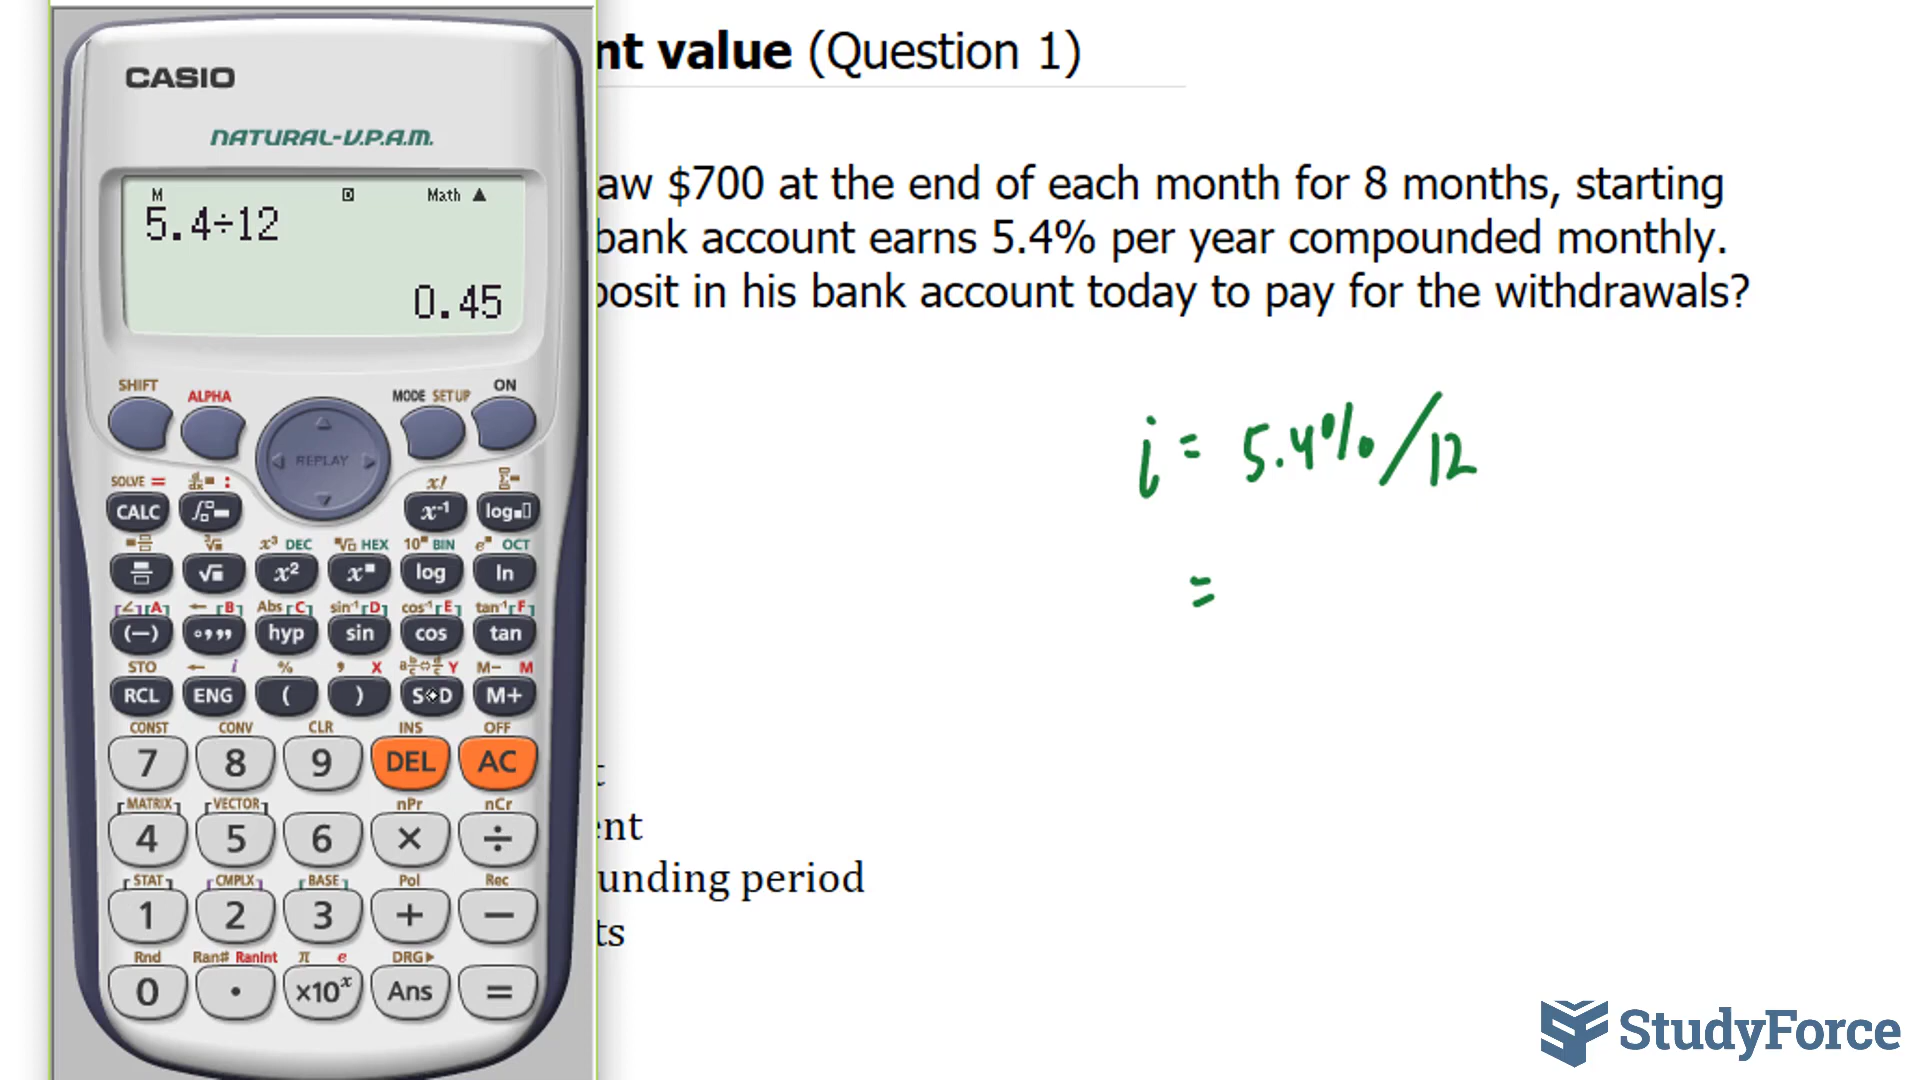 CASIO
NATURAL-V.P.A.M.
M D Math ▲
5.4÷12
0.45
SHIFT ALPHA MODE SETUP ON
REPLAY
SOLVE = : x!
CALC x⁻¹ log
x³ DEC HEX 10 BIN e OCT
x² log ln
A B Abs C sin⁻¹ D cos⁻¹ E tan⁻¹ F
(−) hyp sin cos tan
STO ← i % , X Y M− M
RCL ENG ( ) S⇔D M+
CONST CONV CLR INS OFF
7 8 9 DEL AC
MATRIX VECTOR nPr nCr
4 5 6 × ÷
STAT CMPLX BASE Pol Rec
1 2 3 + −
Rnd Ran# RanInt π e DRG▶
0 . ×10ˣ Ans =
nt value (Question 1)
aw $700 at the end of each month for 8 months, starting
bank account earns 5.4% per year compounded monthly.
posit in his bank account today to pay for the withdrawals?
i = 5.4%/12
=
t
ent
unding period
ts
StudyForce